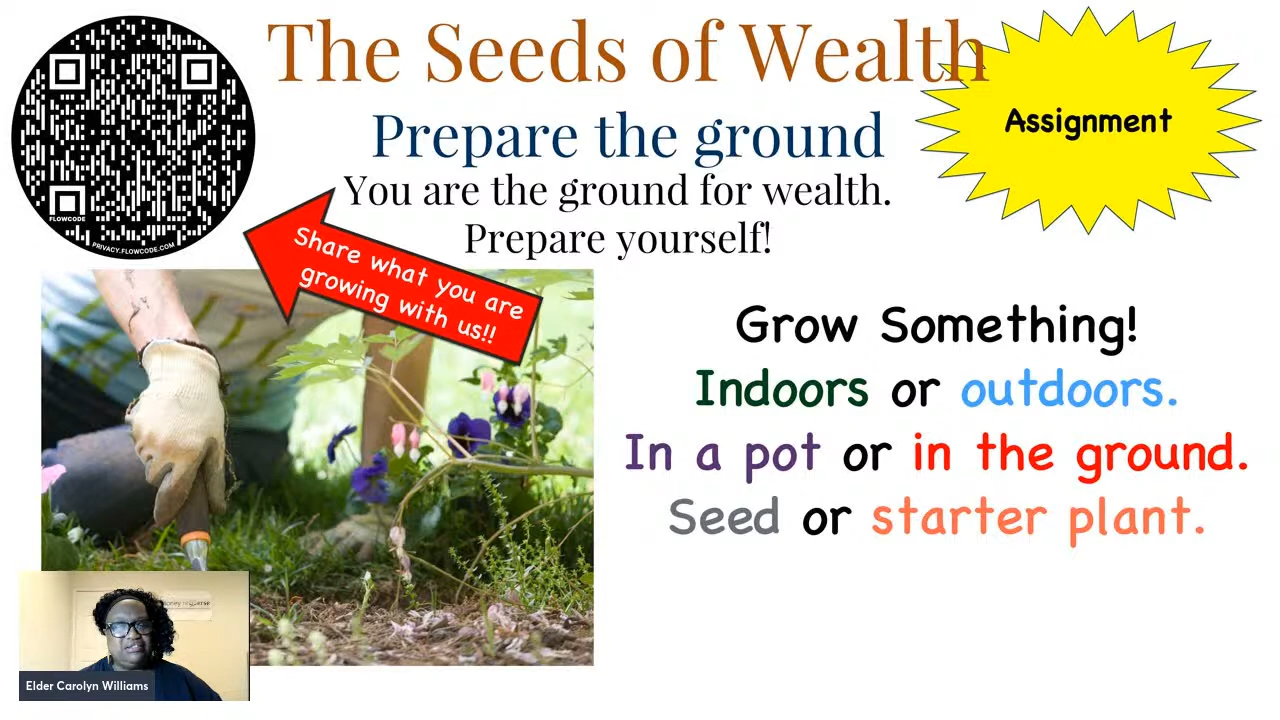 The Seeds of Wealth
Assignment
Prepare the ground
You are the ground for wealth.
Prepare yourself!
FLOWCODE
PRIVACY.FLOWCODE.COM
Share what you are
growing with us!!
Grow Something!
Indoors or outdoors.
In a pot or in the ground.
Seed or starter plant.
Elder Carolyn Williams